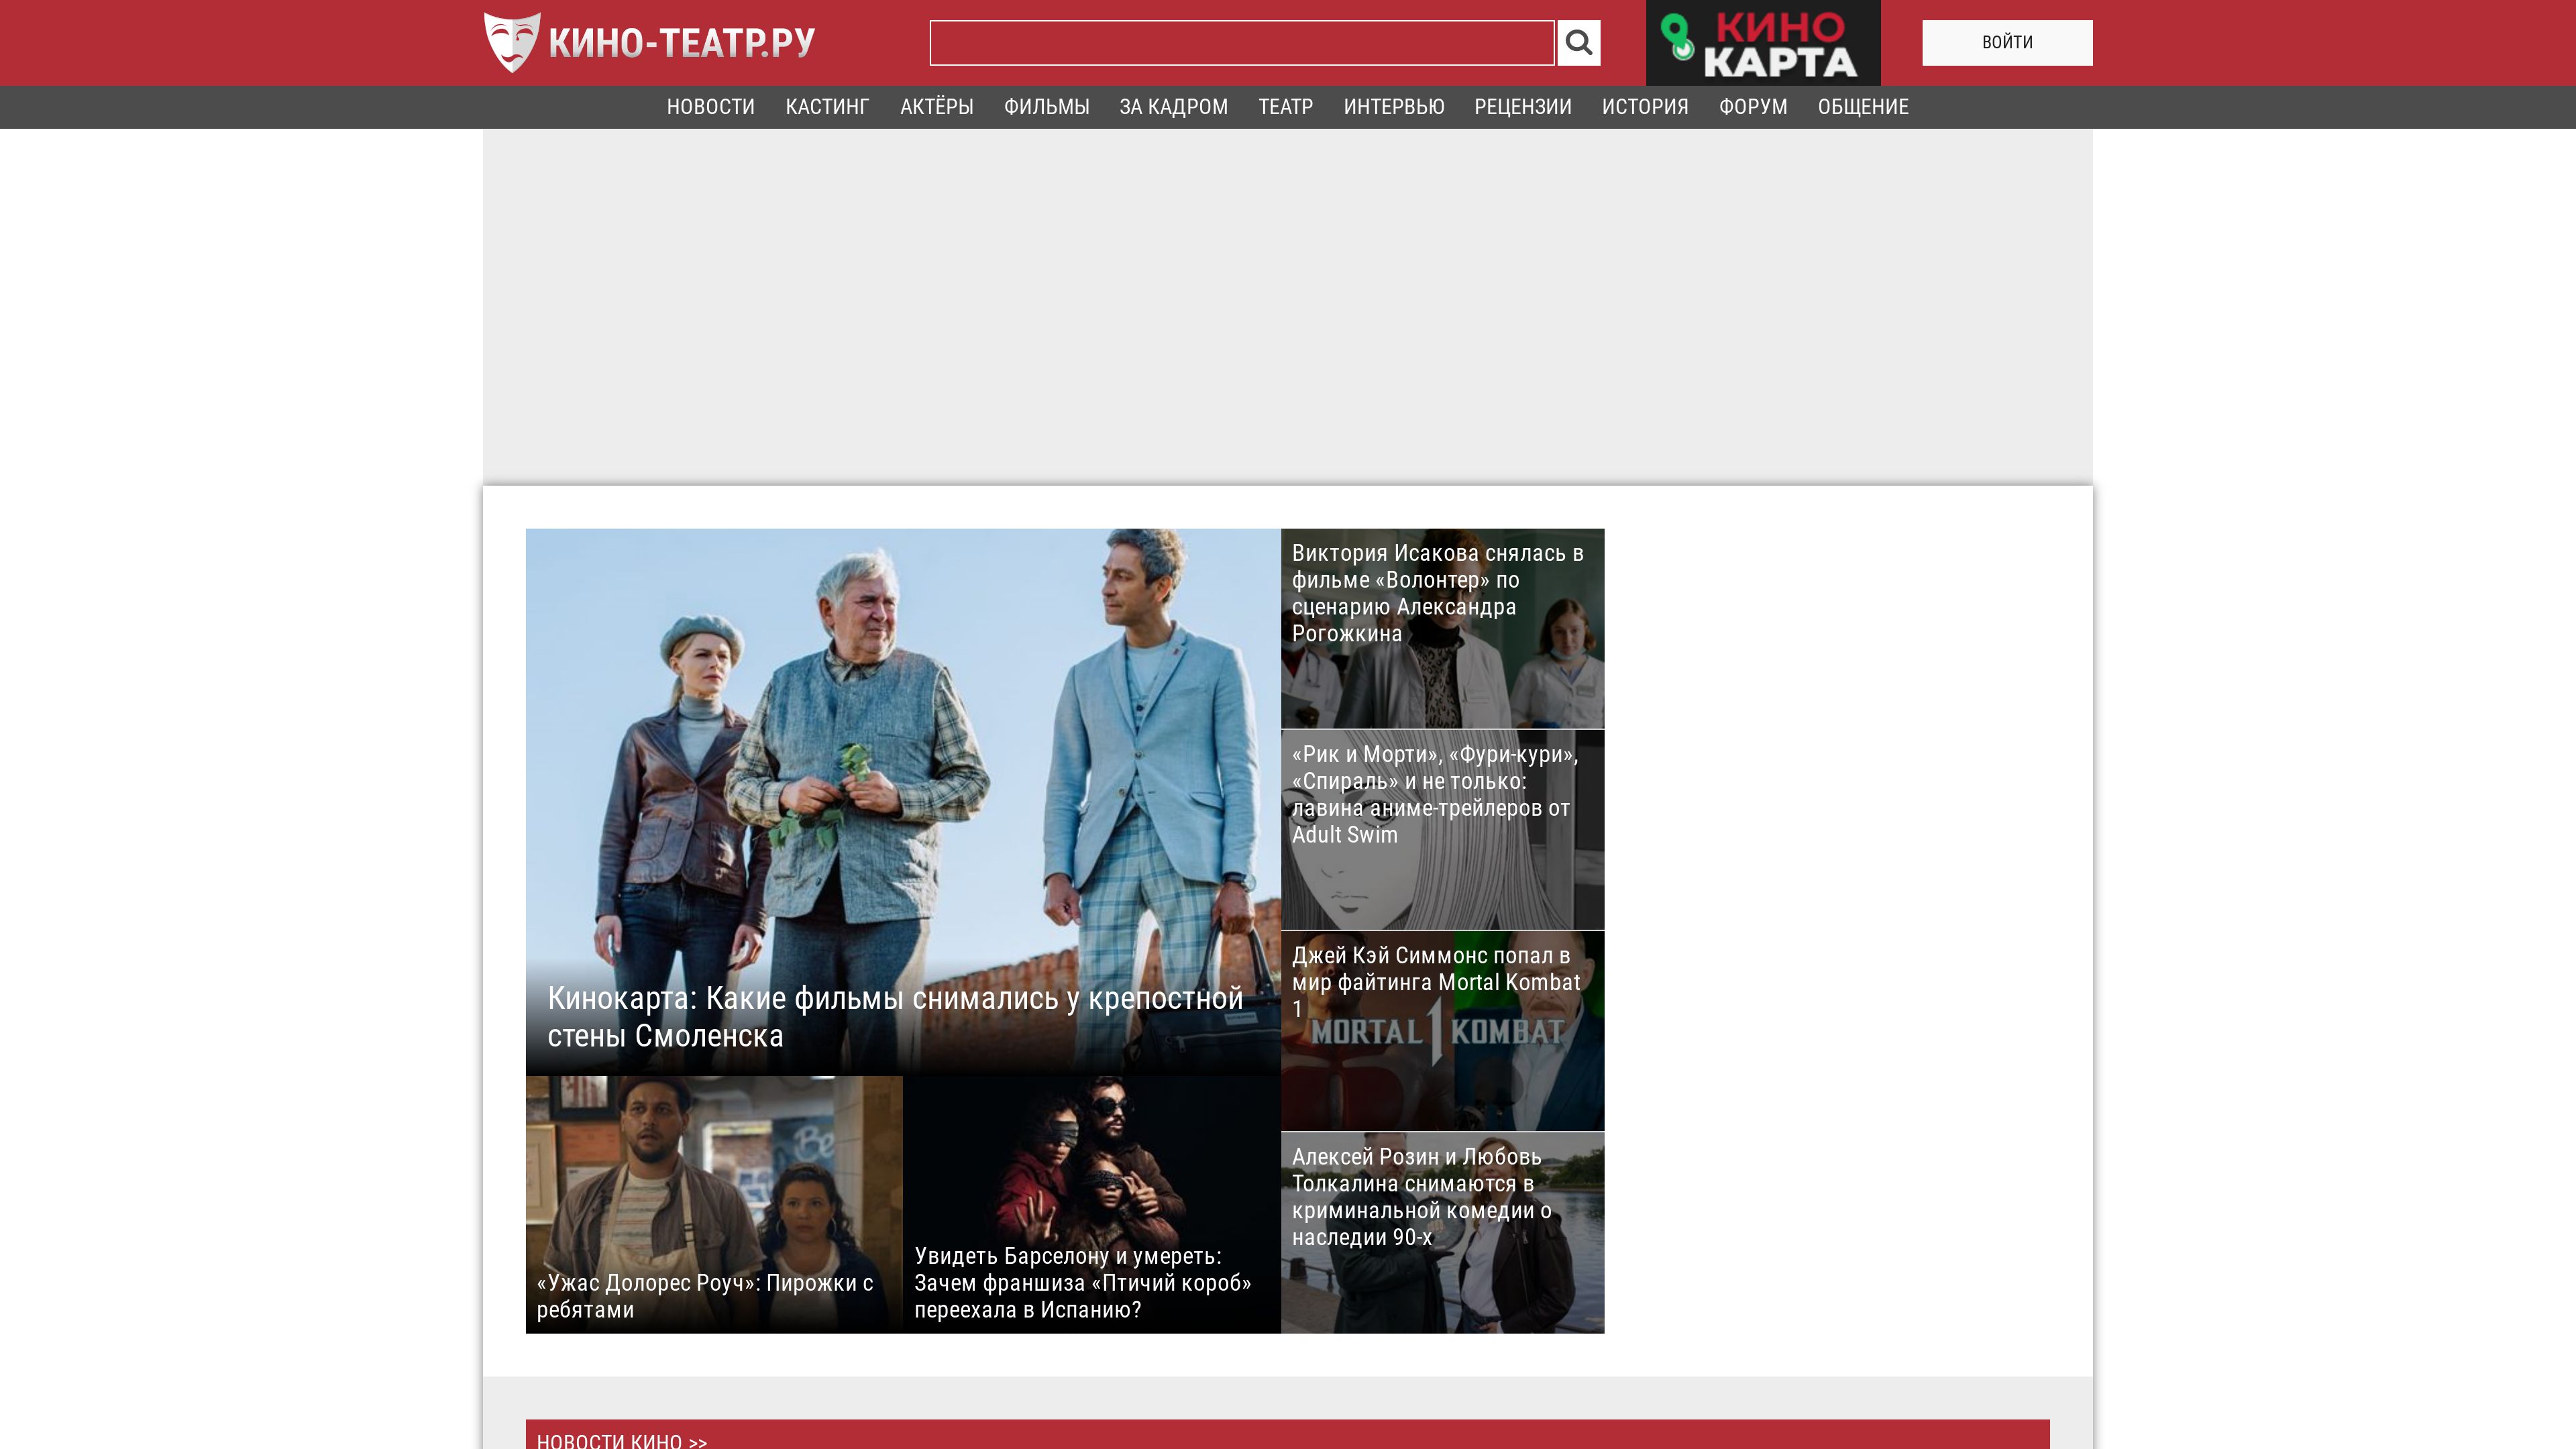 КИНО-ТЕАТР.РУ
КИНО
КАРТА
ВОЙТИ
НОВОСТИ КАСТИНГ АКТЁРЫ ФИЛЬМЫ ЗА КАДРОМ ТЕАТР ИНТЕРВЬЮ РЕЦЕНЗИИ ИСТОРИЯ ФОРУМ ОБЩЕНИЕ
Кинокарта: Какие фильмы снимались у крепостной
стены Смоленска
«Ужас Долорес Роуч»: Пирожки с
ребятами
Увидеть Барселону и умереть:
Зачем франшиза «Птичий короб»
переехала в Испанию?
Виктория Исакова снялась в
фильме «Волонтер» по
сценарию Александра
Рогожкина
«Рик и Морти», «Фури-кури»,
«Спираль» и не только:
лавина аниме-трейлеров от
Adult Swim
Джей Кэй Симмонс попал в
мир файтинга Mortal Kombat
1
MORTAL 1 KOMBAT
Алексей Розин и Любовь
Толкалина снимаются в
криминальной комедии о
наследии 90-х
НОВОСТИ КИНО >>